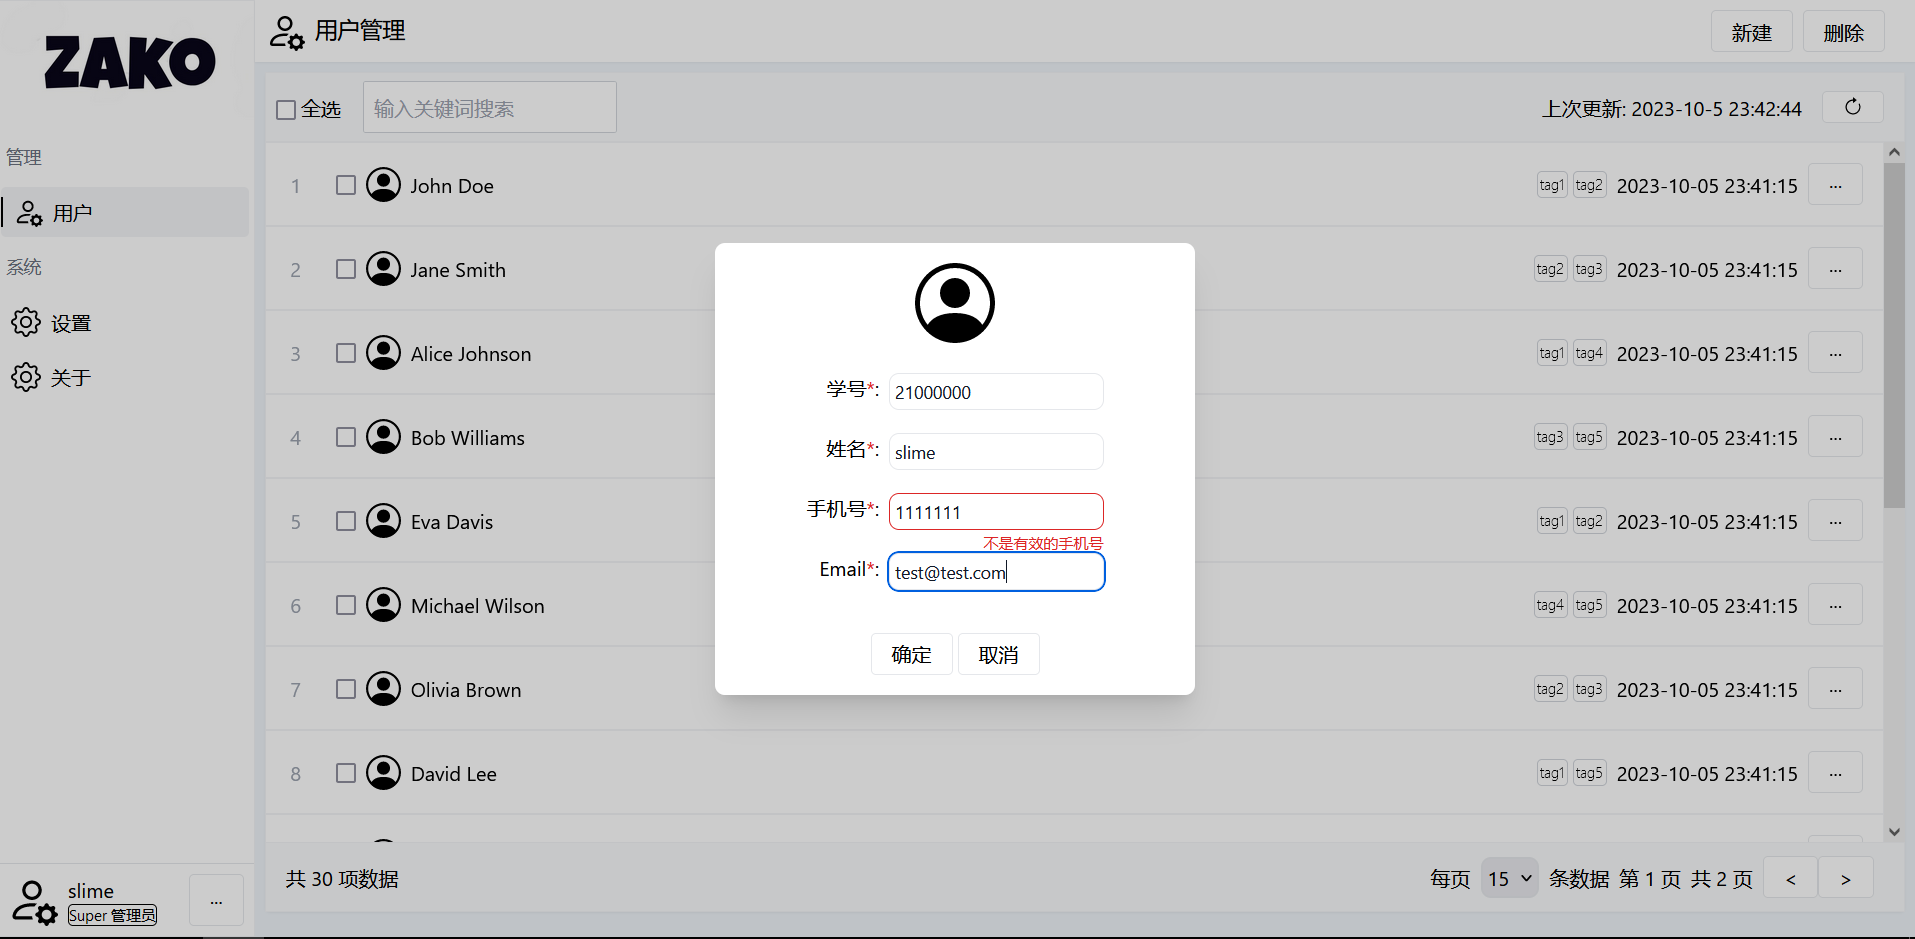 ZAKO
管理
用户
系统
设置
关于
slime
Super 管理员
...
用户管理
新建
删除
全选
输入关键词搜索
上次更新: 2023-10-5 23:42:44
1 John Doe tag1 tag2 2023-10-05 23:41:15 ...
2 Jane Smith tag2 tag3 2023-10-05 23:41:15 ...
3 Alice Johnson tag1 tag4 2023-10-05 23:41:15 ...
4 Bob Williams tag3 tag5 2023-10-05 23:41:15 ...
5 Eva Davis tag1 tag2 2023-10-05 23:41:15 ...
6 Michael Wilson tag4 tag5 2023-10-05 23:41:15 ...
7 Olivia Brown tag2 tag3 2023-10-05 23:41:15 ...
8 David Lee tag1 tag5 2023-10-05 23:41:15 ...
学号*: 21000000
姓名*: slime
手机号*: 1111111
不是有效的手机号
Email*: test@test.com
确定 取消
共 30 项数据
每页 15 条数据 第 1 页 共 2 页 < >